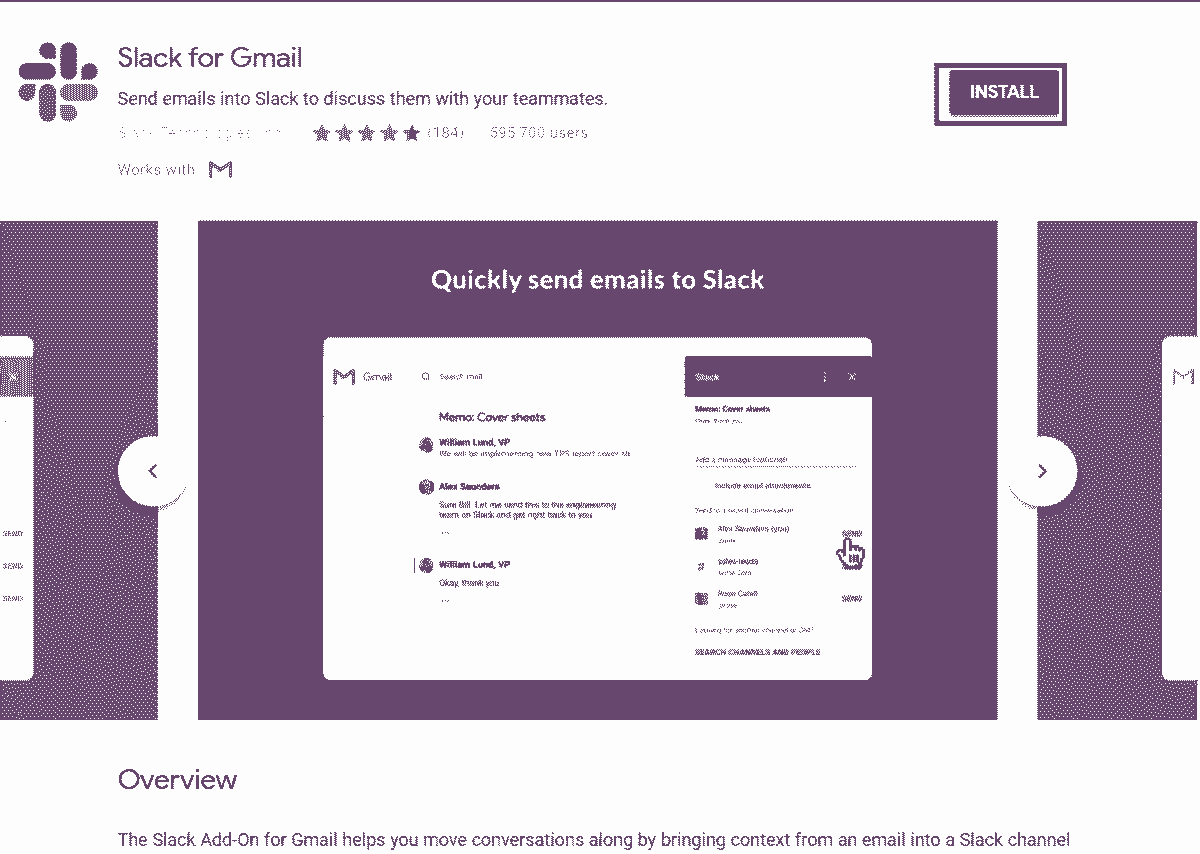 Slack for Gmail
INSTALL
Send emails into Slack to discuss them with your teammates.
(184) 595 700 users
Works with
Quickly send emails to Slack
Gmail
Search mail
Slack
Memo: Cover sheets
Memo: Cover sheets
William Lund, VP
We will be implementing new TPS report cover sh
Add a message (optional)
Include email attachments
Alex Saunders
Sure Bill. Let me send this to the engineering
team on Slack and get right back to you
...
Alex Saunders (you)
SEND
William Lund, VP
Okay, thank you
...
SEND
SEARCH CHANNELS AND PEOPLE
SEND
SEND
SEND
Overview
The Slack Add-On for Gmail helps you move conversations along by bringing context from an email into a Slack channel